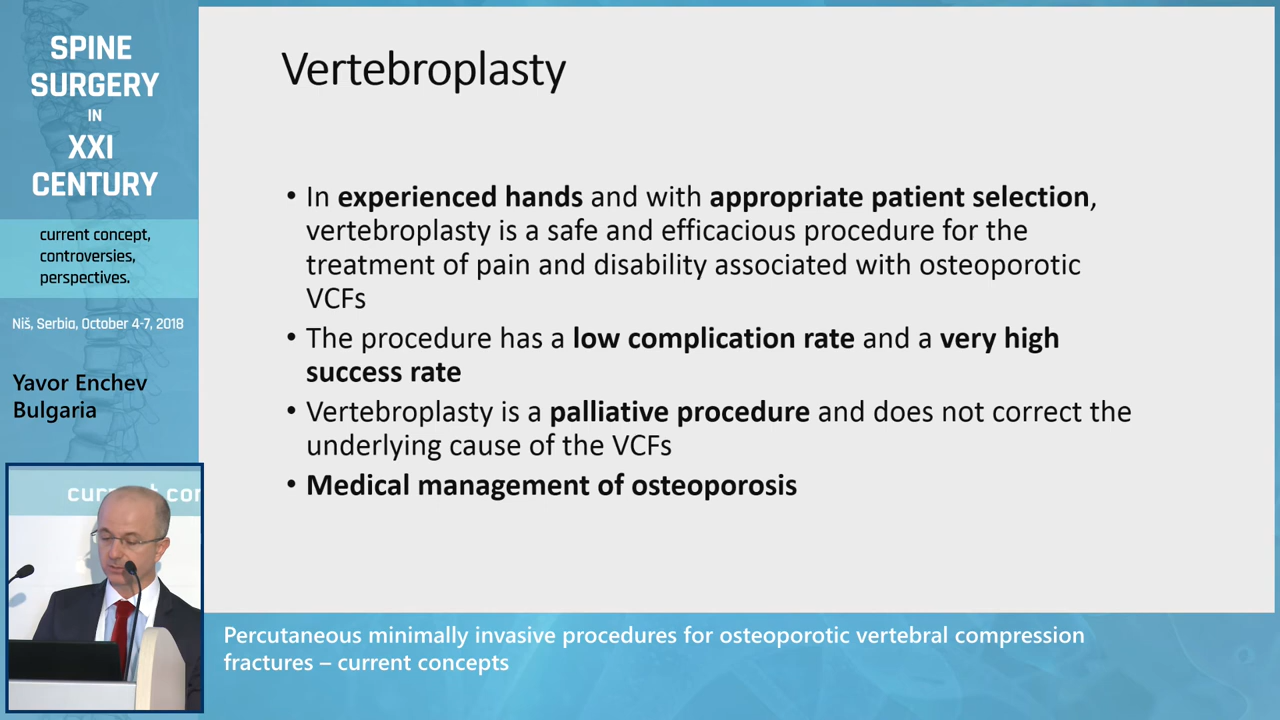 SPINE
SURGERY
IN
XXI
CENTURY
current concept,
controversies,
perspectives.
Niš, Serbia, October 4-7, 2018
Yavor Enchev
Bulgaria
Vertebroplasty
• In experienced hands and with appropriate patient selection,
vertebroplasty is a safe and efficacious procedure for the
treatment of pain and disability associated with osteoporotic
VCFs
• The procedure has a low complication rate and a very high
success rate
• Vertebroplasty is a palliative procedure and does not correct the
underlying cause of the VCFs
• Medical management of osteoporosis
Percutaneous minimally invasive procedures for osteoporotic vertebral compression
fractures – current concepts